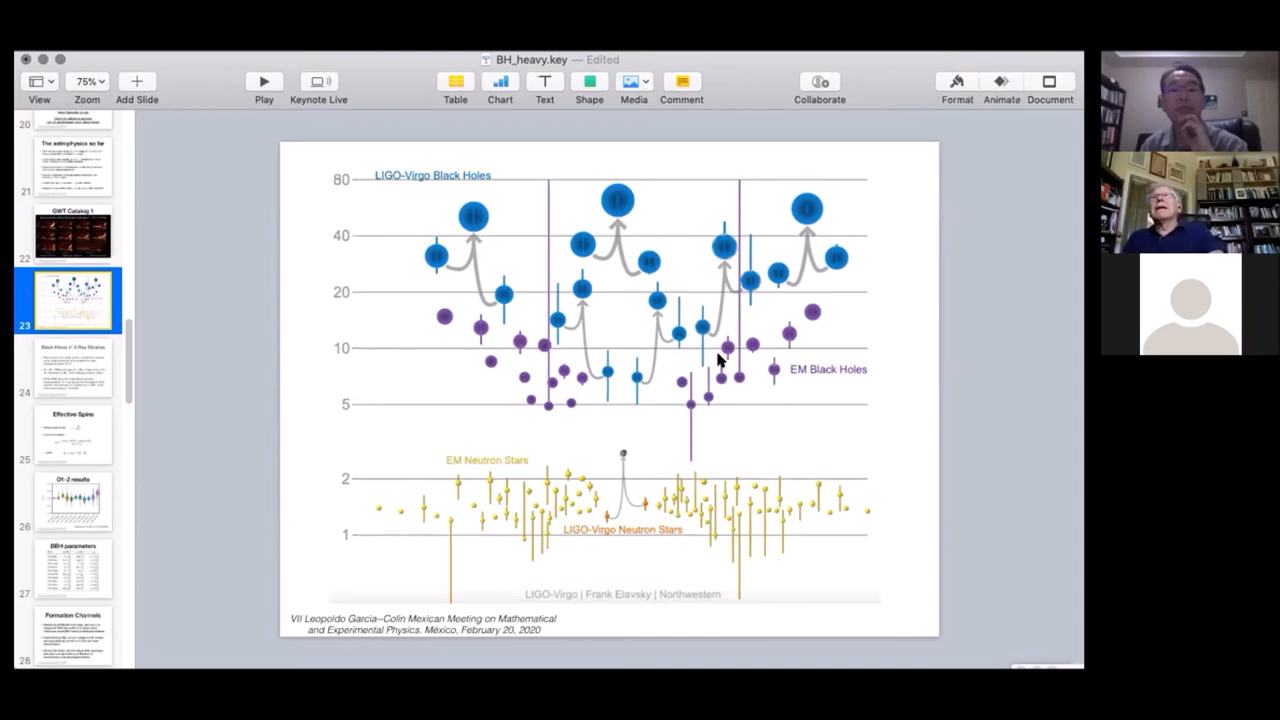 BH_heavy.key — Edited
75%
View
Zoom
Add Slide
Play
Keynote Live
Table
Chart
Text
Shape
Media
Comment
Collaborate
Format
Animate
Document
20
The astrophysics so far
21
GWT Catalog 1
22
23
24
Effective Spins
25
O1-2 results
26
BBH parameters
27
Formation Channels
28
LIGO-Virgo Black Holes
80
40
20
10
EM Black Holes
5
EM Neutron Stars
2
LIGO-Virgo Neutron Stars
1
LIGO-Virgo | Frank Elavsky | Northwestern
VII Leopoldo García--Colín Mexican Meeting on Mathematical
and Experimental Physics, México, February 20, 2020